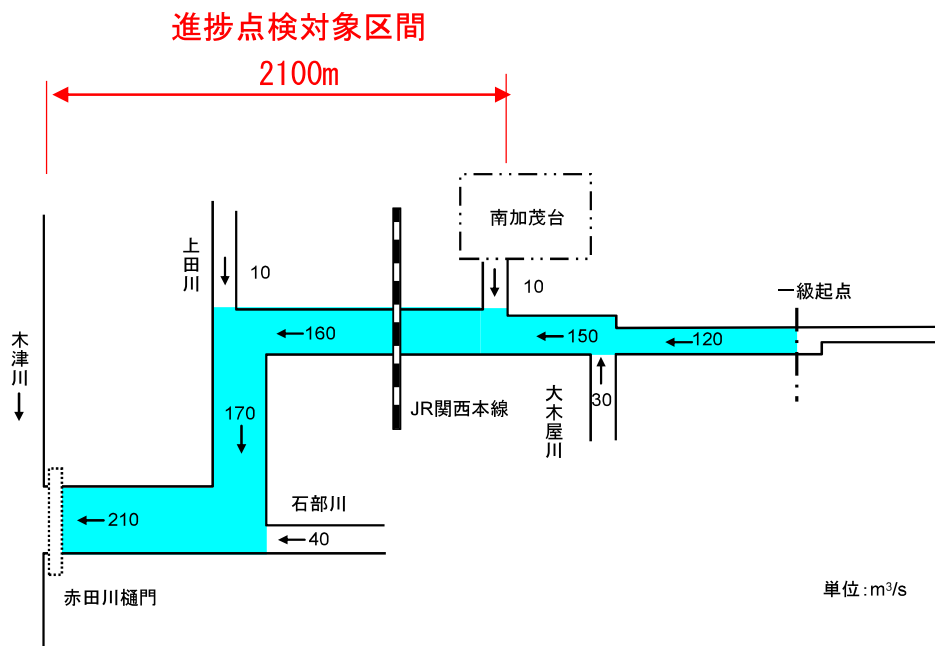 進捗点検対象区間
2100m
南加茂台
上田川
10
10
一級起点
木津川
160
150
120
JR関西本線
大木屋川
30
170
石部川
210
40
赤田川樋門
単位:m³/s